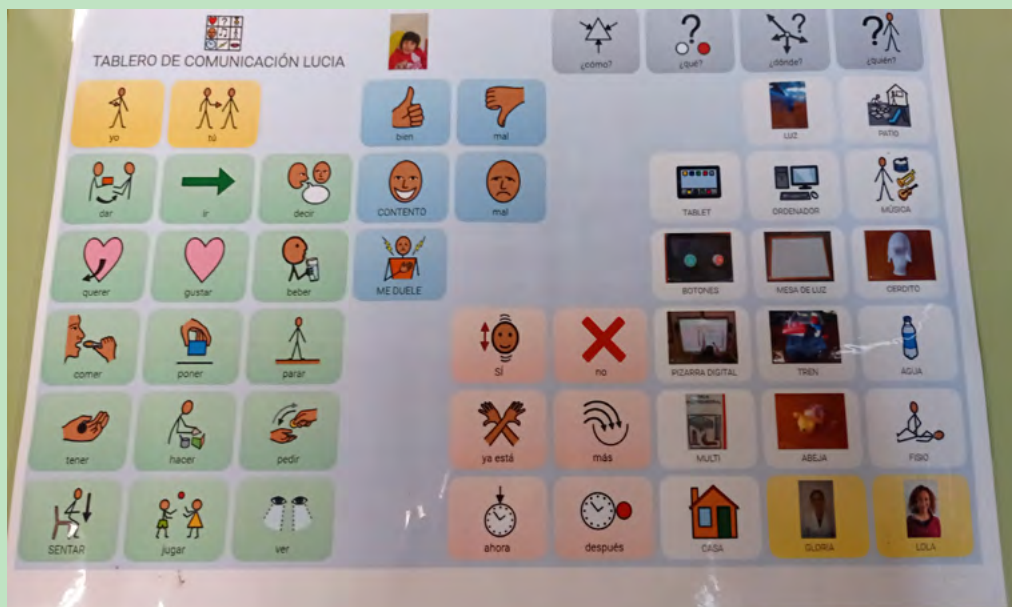 TABLERO DE COMUNICACIÓN LUCIA
¿cómo?
¿qué?
¿dónde?
¿quién?
yo
tú
bien
mal
LUZ
PATIO
dar
ir
decir
CONTENTO
mal
TABLET
ORDENADOR
MÚSICA
querer
gustar
beber
ME DUELE
BOTONES
MESA DE LUZ
CERDITO
comer
poner
parar
SÍ
no
PIZARRA DIGITAL
TREN
AGUA
tener
hacer
pedir
ya está
más
MULTI
ABEJA
FISIO
SENTAR
jugar
ver
ahora
después
CASA
GLORIA
LOLA